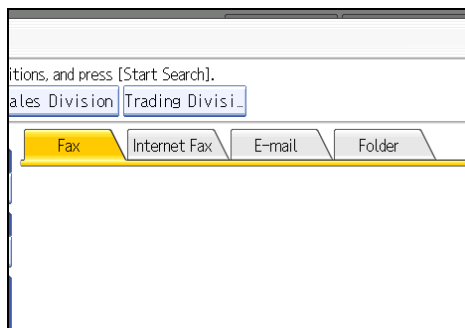 itions, and press [Start Search].
ales Division Trading Divisi...
Fax Internet Fax E-mail Folder